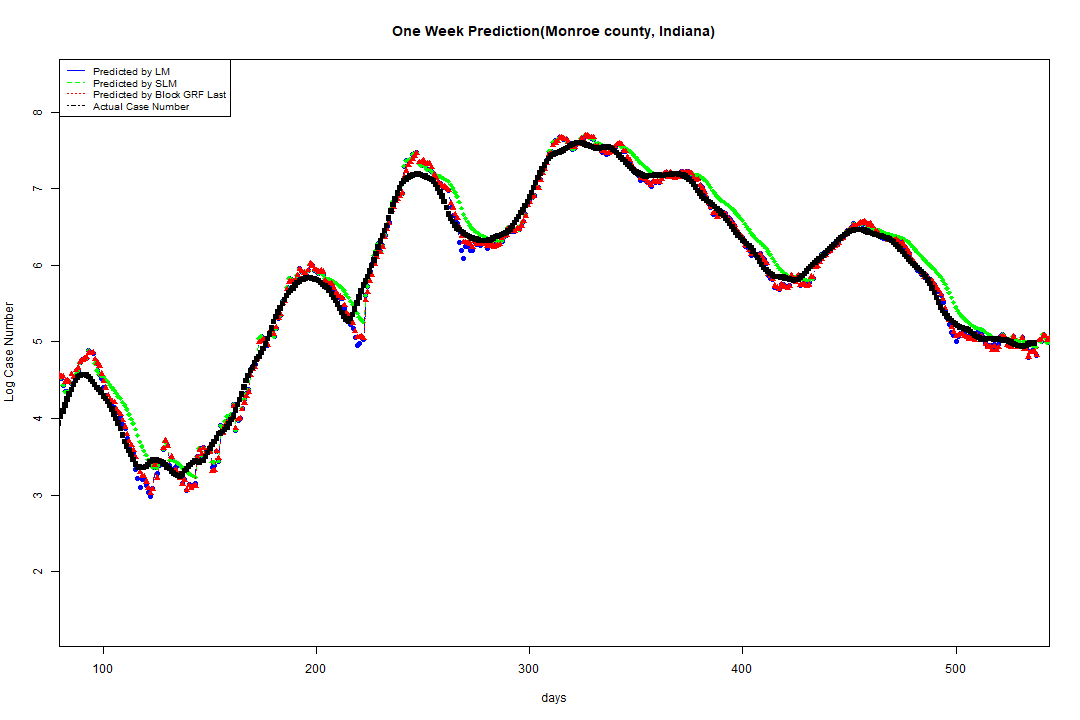 One Week Prediction(Monroe county, Indiana)
Predicted by LM
Predicted by SLM
Predicted by Block GRF Last
Actual Case Number
8
7
6
5
4
3
2
Log Case Number
100 200 300 400 500
days